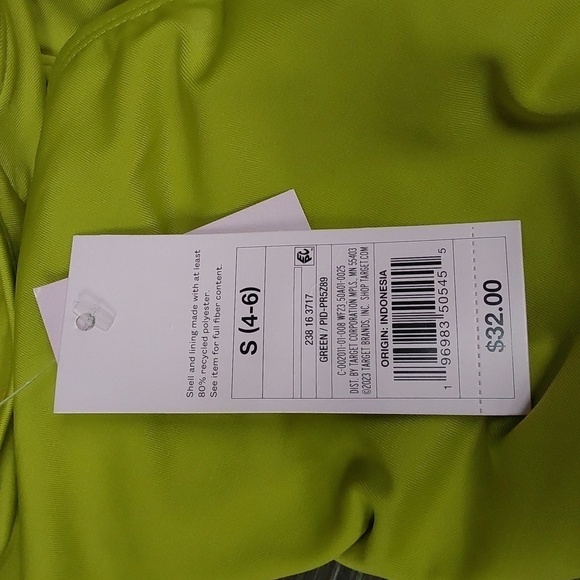 Shell and lining made with at least
80% recycled polyester.
See item for full fiber content.
S (4-6)
238 16 3717
GREEN / PID-PR5Z89
C-002011-01-008 WF23 50A01-0025
DIST. BY TARGET CORPORATION MPLS, MN 55403
©2023 TARGET BRANDS, INC. SHOP TARGET.COM
ORIGIN: INDONESIA
1 96983 50545 5
$32.00